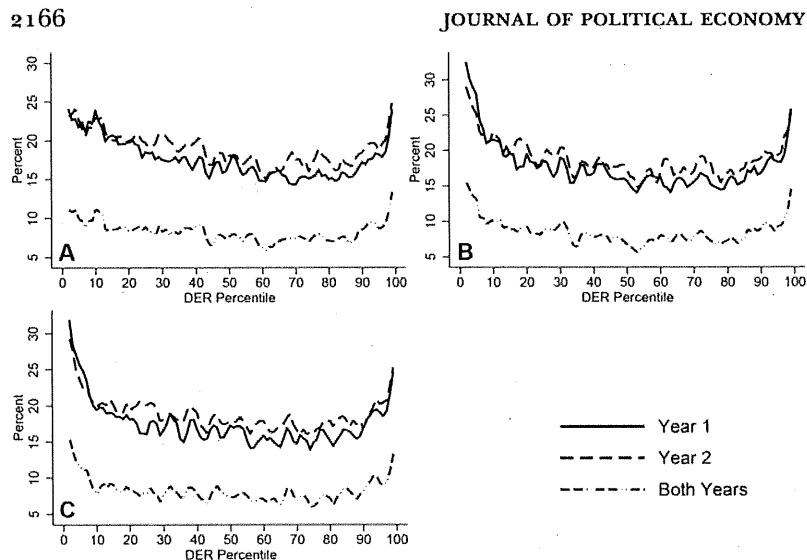 2166 JOURNAL OF POLITICAL ECONOMY
30
25
20
15
10
5
Percent
A
0 10 20 30 40 50 60 70 80 90 100
DER Percentile
30
25
20
15
10
5
Percent
B
0 10 20 30 40 50 60 70 80 90 100
DER Percentile
30
25
20
15
10
5
Percent
C
0 10 20 30 40 50 60 70 80 90 100
DER Percentile
Year 1
Year 2
Both Years